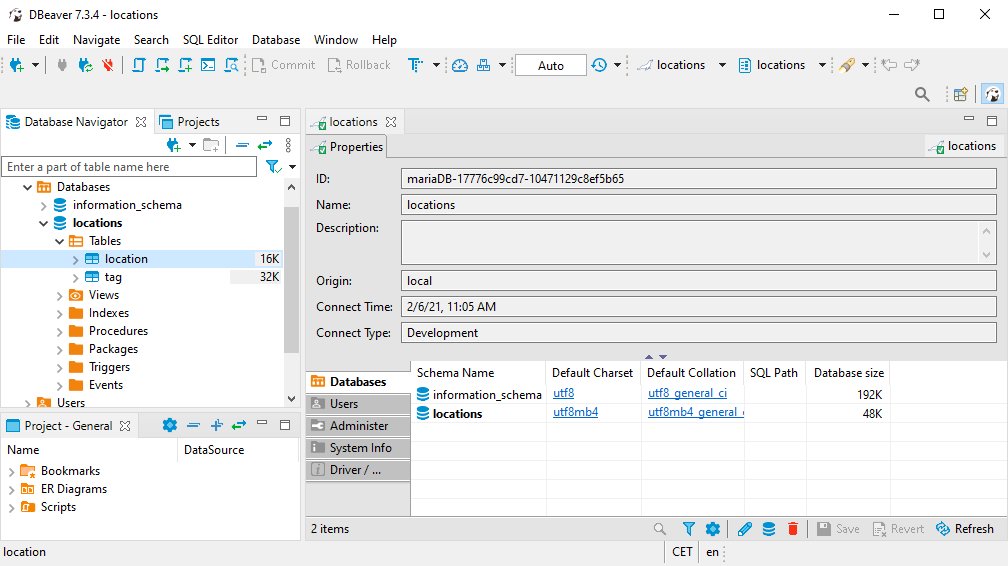 DBeaver 7.3.4 - locations
File Edit Navigate Search SQL Editor Database Window Help
Commit Rollback Auto locations locations
Database Navigator Projects
Enter a part of table name here
Databases
information_schema
locations
Tables
location 16K
tag 32K
Views
Indexes
Procedures
Packages
Triggers
Events
Users
Project - General
Name DataSource
Bookmarks
ER Diagrams
Scripts
locations
Properties locations
ID: mariaDB-17776c99cd7-10471129c8ef5b65
Name: locations
Description:
Origin: local
Connect Time: 2/6/21, 11:05 AM
Connect Type: Development
Databases
Users
Administer
System Info
Driver / ...
Schema Name Default Charset Default Collation SQL Path Database size
information_schema utf8 utf8_general_ci 192K
locations utf8mb4 utf8mb4_general_ 48K
2 items Save Revert Refresh
location CET en